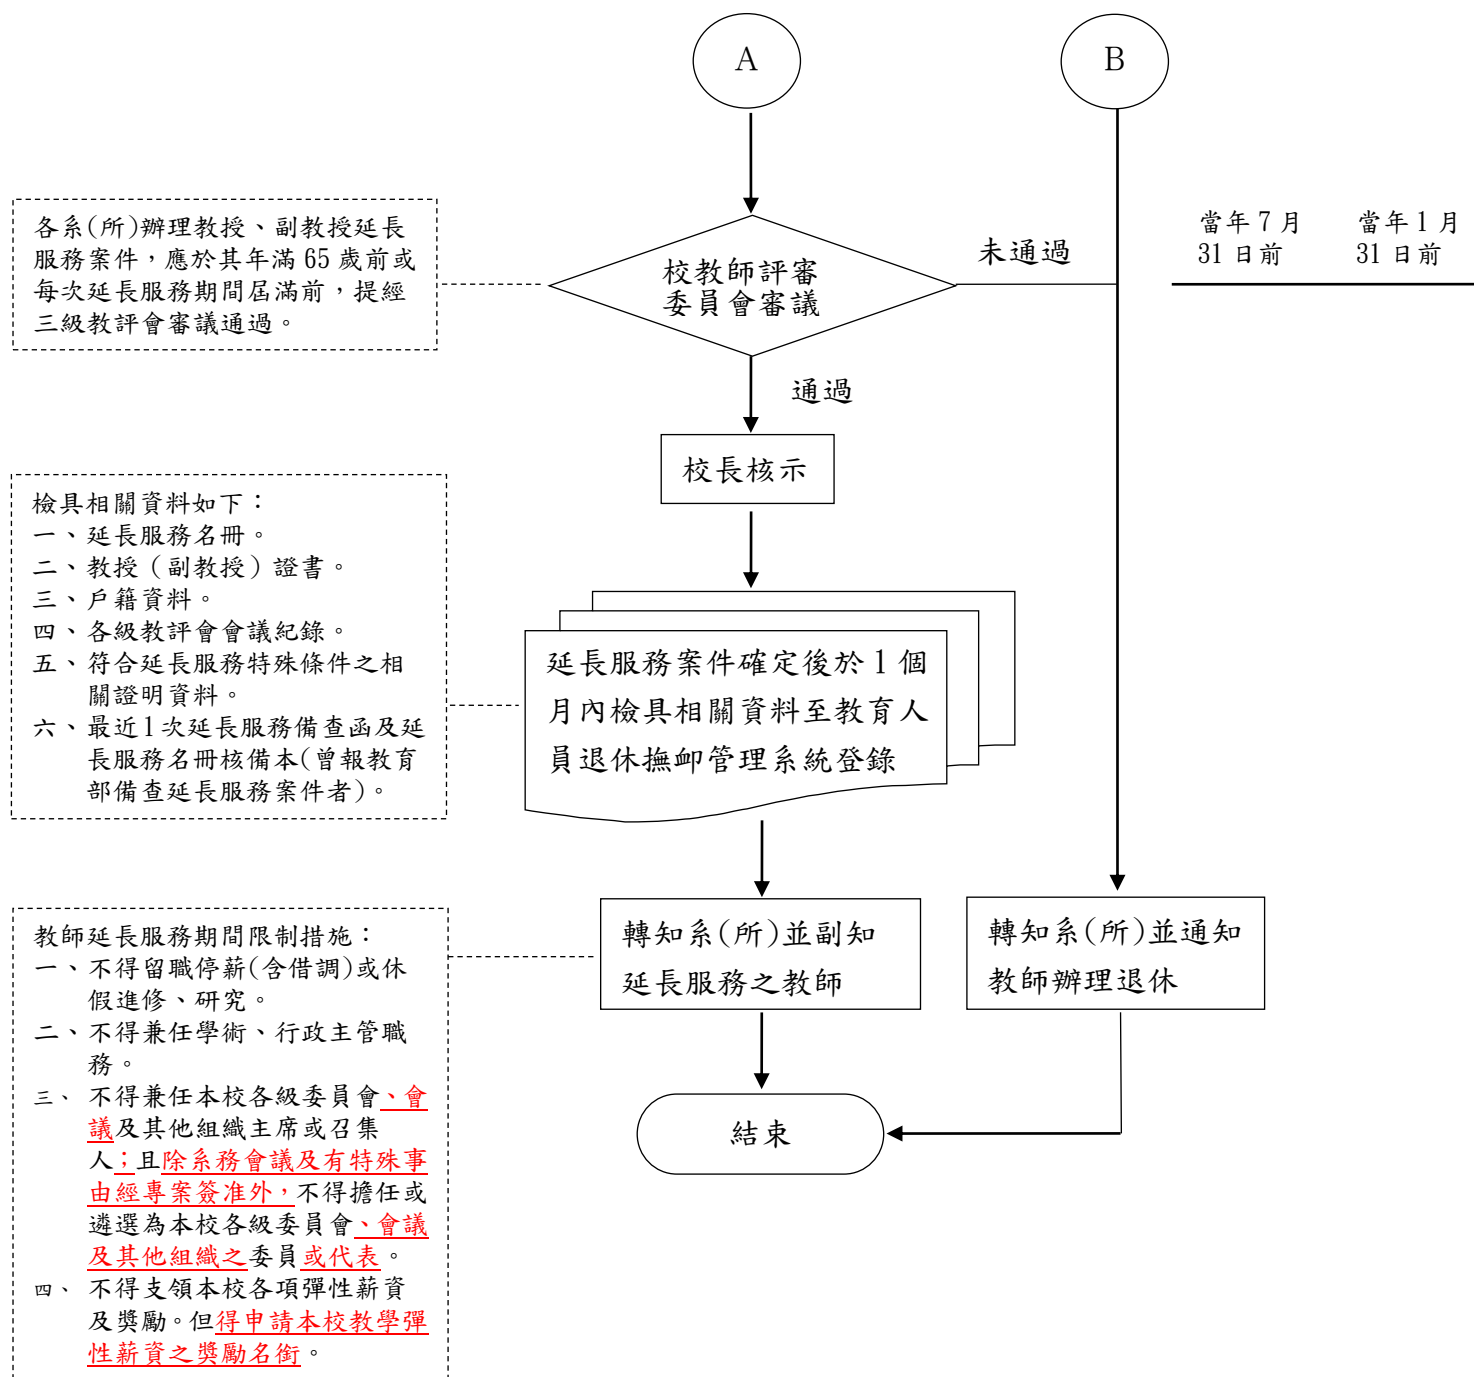 A
B
各系(所)辦理教授、副教授延長
服務案件，應於其年滿 65 歲前或
每次延長服務期間屆滿前，提經
三級教評會審議通過。
校教師評審
委員會審議
未通過
當年 7 月
31 日前
當年 1 月
31 日前
通過
校長核示
檢具相關資料如下：
一、延長服務名冊。
二、教授（副教授）證書。
三、戶籍資料。
四、各級教評會會議紀錄。
五、符合延長服務特殊條件之相
關證明資料。
六、最近1次延長服務備查函及延
長服務名冊核備本(曾報教育
部備查延長服務案件者)。
延長服務案件確定後於 1 個
月內檢具相關資料至教育人
員退休撫卹管理系統登錄
教師延長服務期間限制措施：
一、不得留職停薪(含借調)或休
假進修、研究。
二、不得兼任學術、行政主管職
務。
三、 不得兼任本校各級委員會、會
議及其他組織主席或召集
人；且除系務會議及有特殊事
由經專案簽准外，不得擔任或
遴選為本校各級委員會、會議
及其他組織之委員或代表。
四、 不得支領本校各項彈性薪資
及獎勵。但得申請本校教學彈
性薪資之獎勵名銜。
轉知系(所)並副知
延長服務之教師
轉知系(所)並通知
教師辦理退休
結束